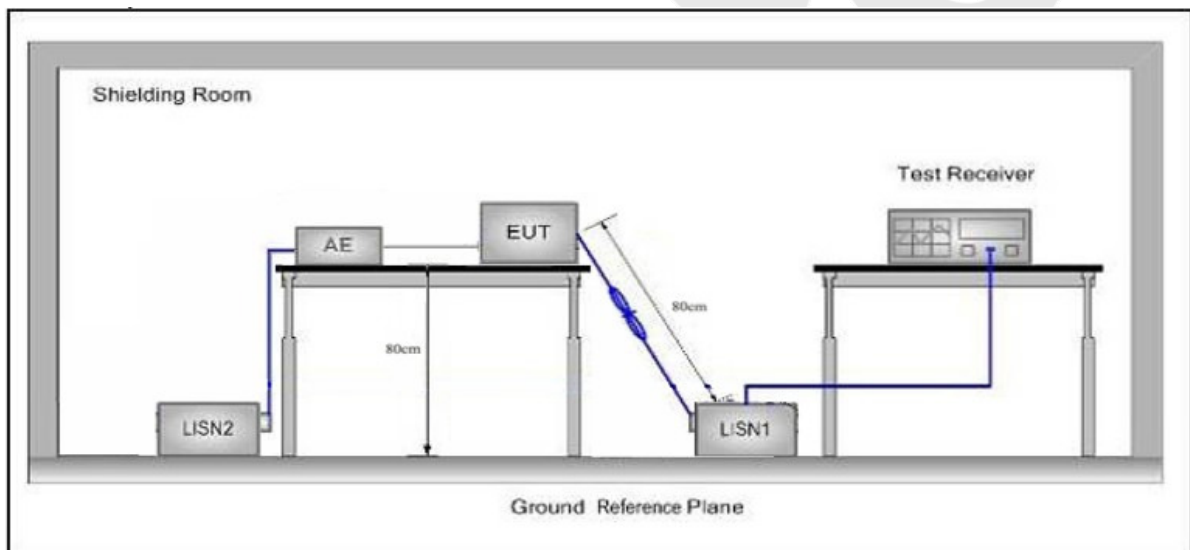 Shielding Room
Test Receiver
AE
EUT
80cm
80cm
LISN2
LISN1
Ground Reference Plane